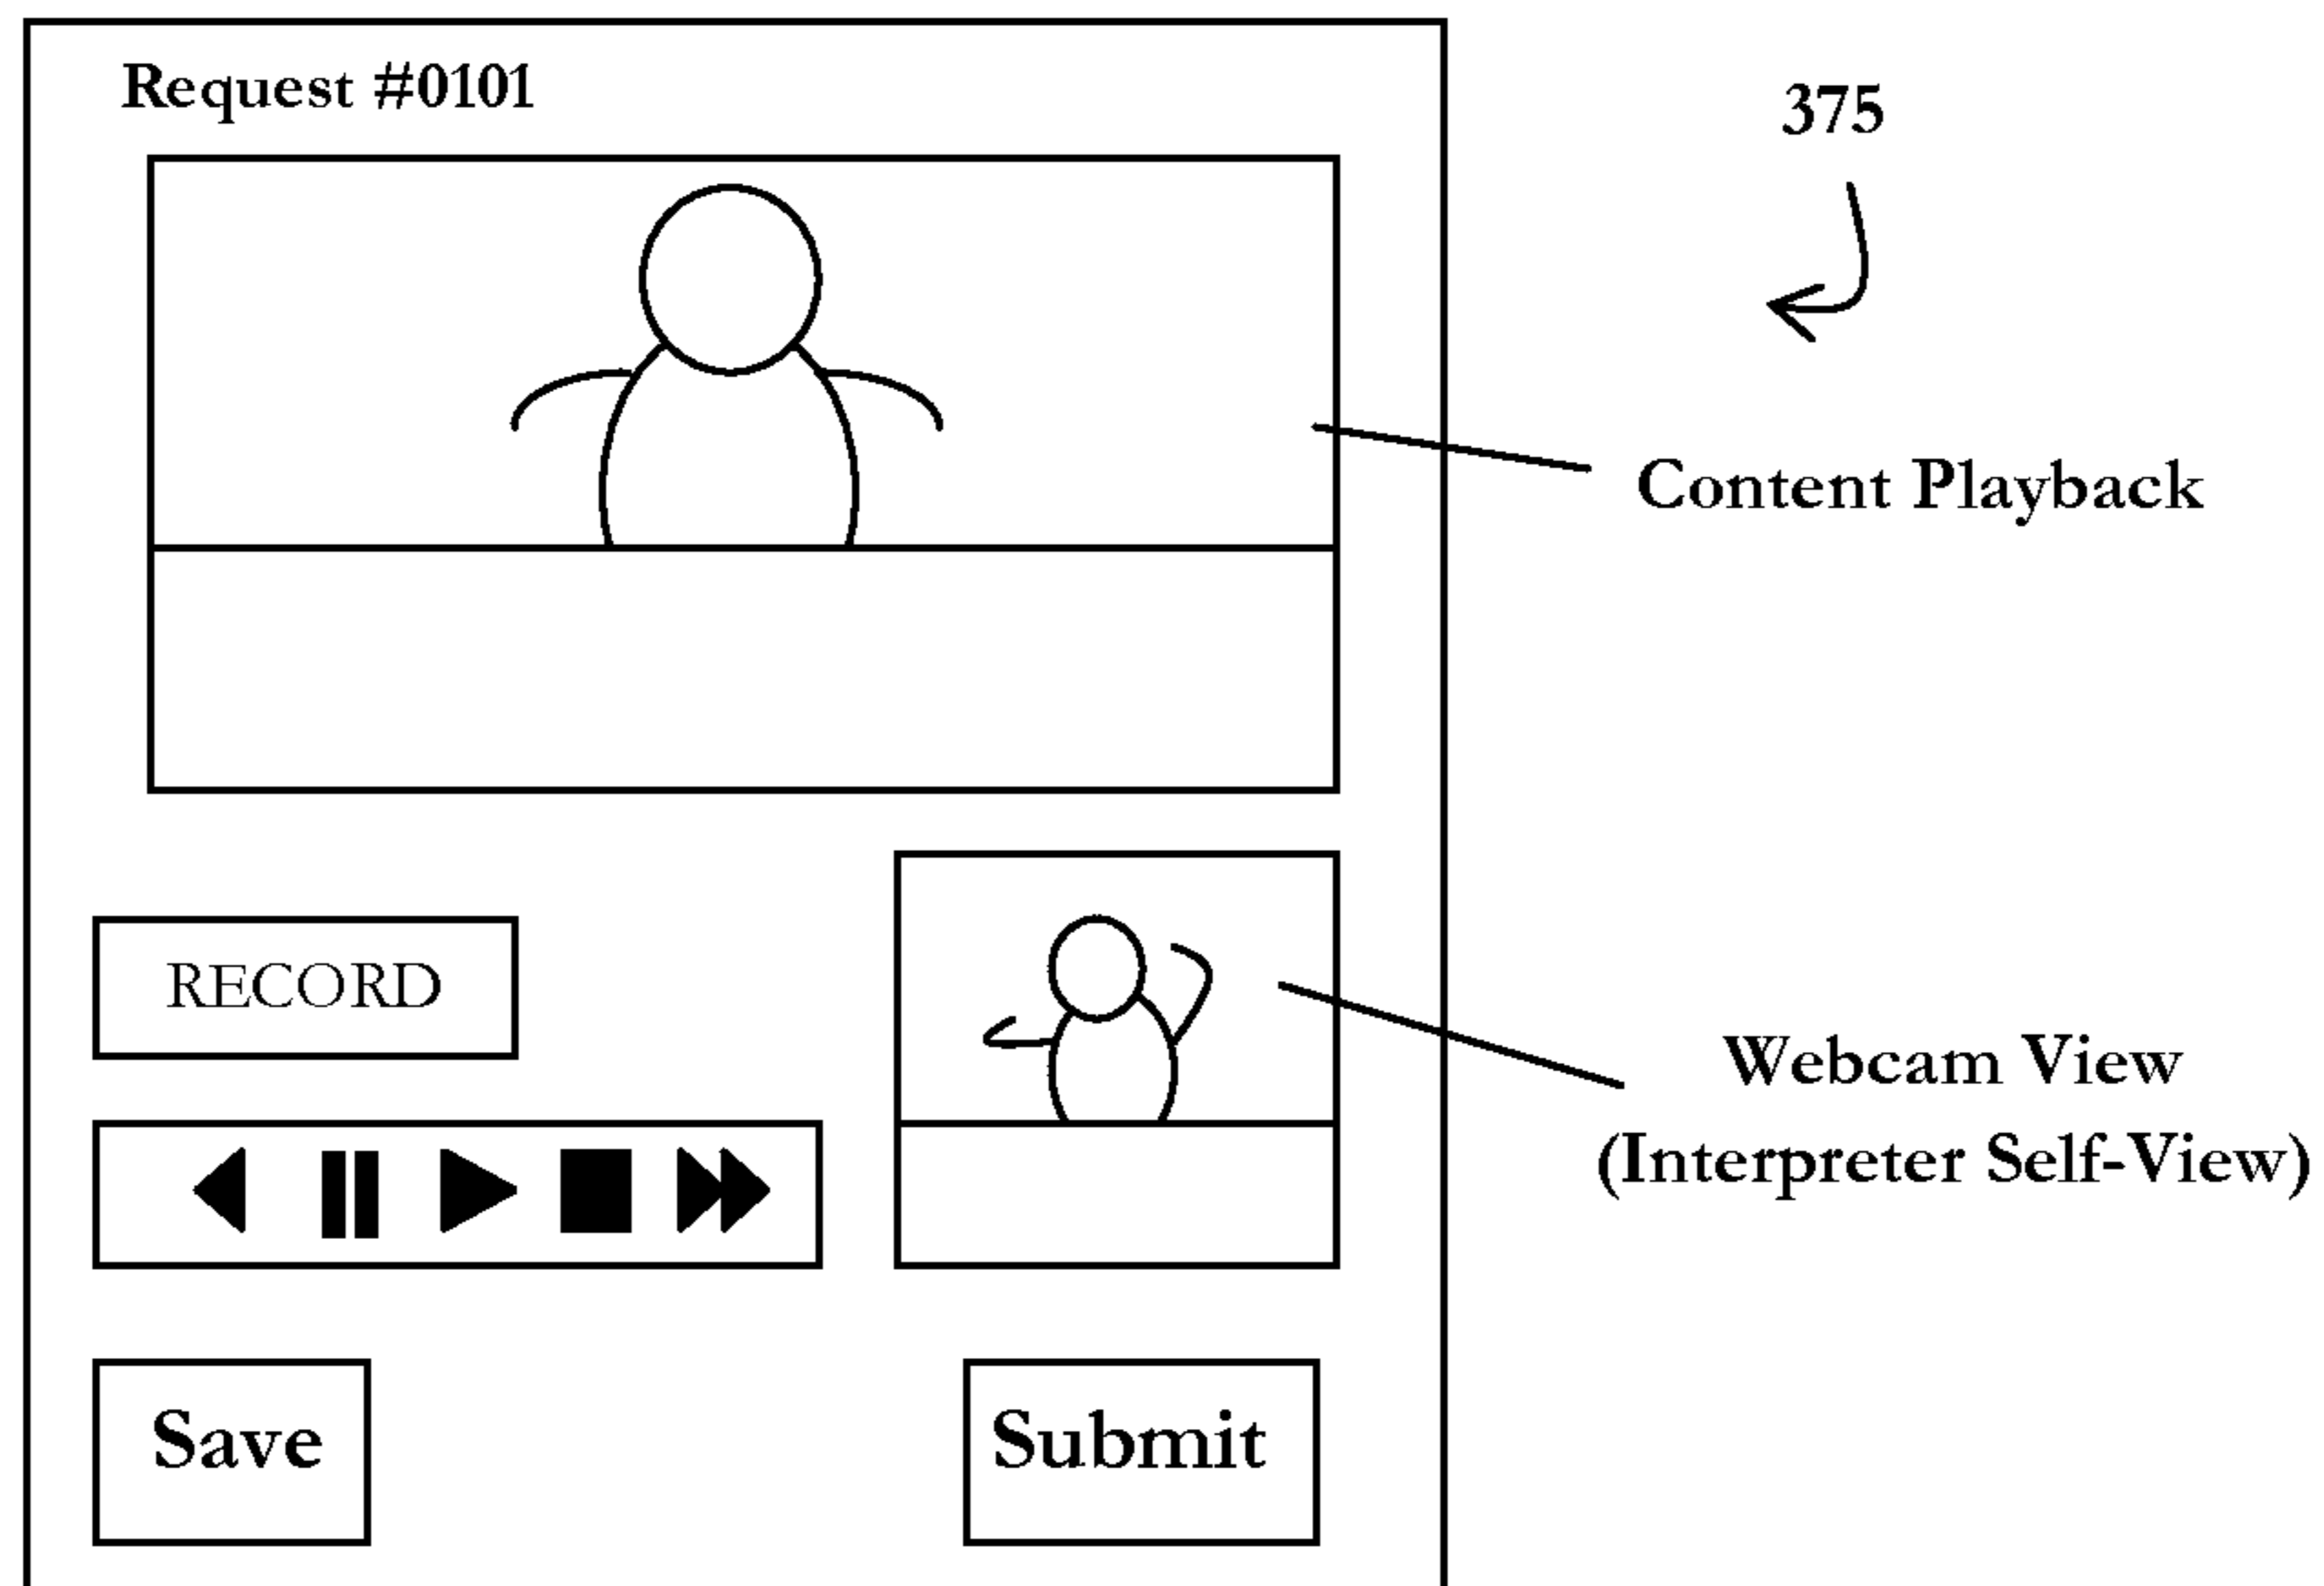 Request #0101
375
Content Playback
RECORD
Webcam View
(Interpreter Self-View)
Save
Submit